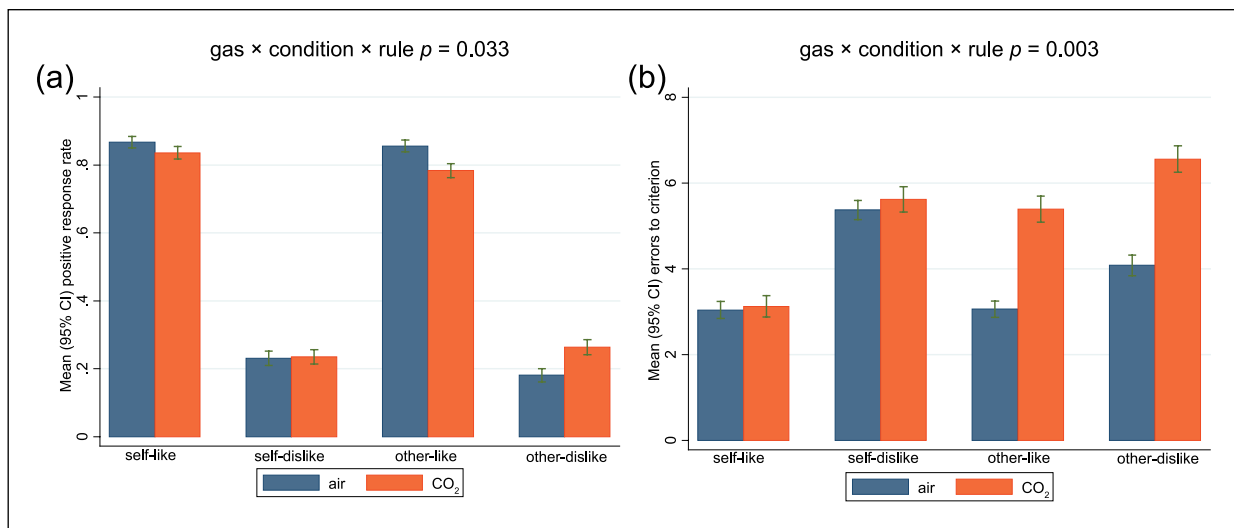 gas × condition × rule p = 0.033
(a)
Mean (95% CI) positive response rate
1
.8
.6
.4
.2
0
self-like self-dislike other-like other-dislike
air CO₂
gas × condition × rule p = 0.003
(b)
Mean (95% CI) errors to criterion
8
6
4
2
0
self-like self-dislike other-like other-dislike
air CO₂